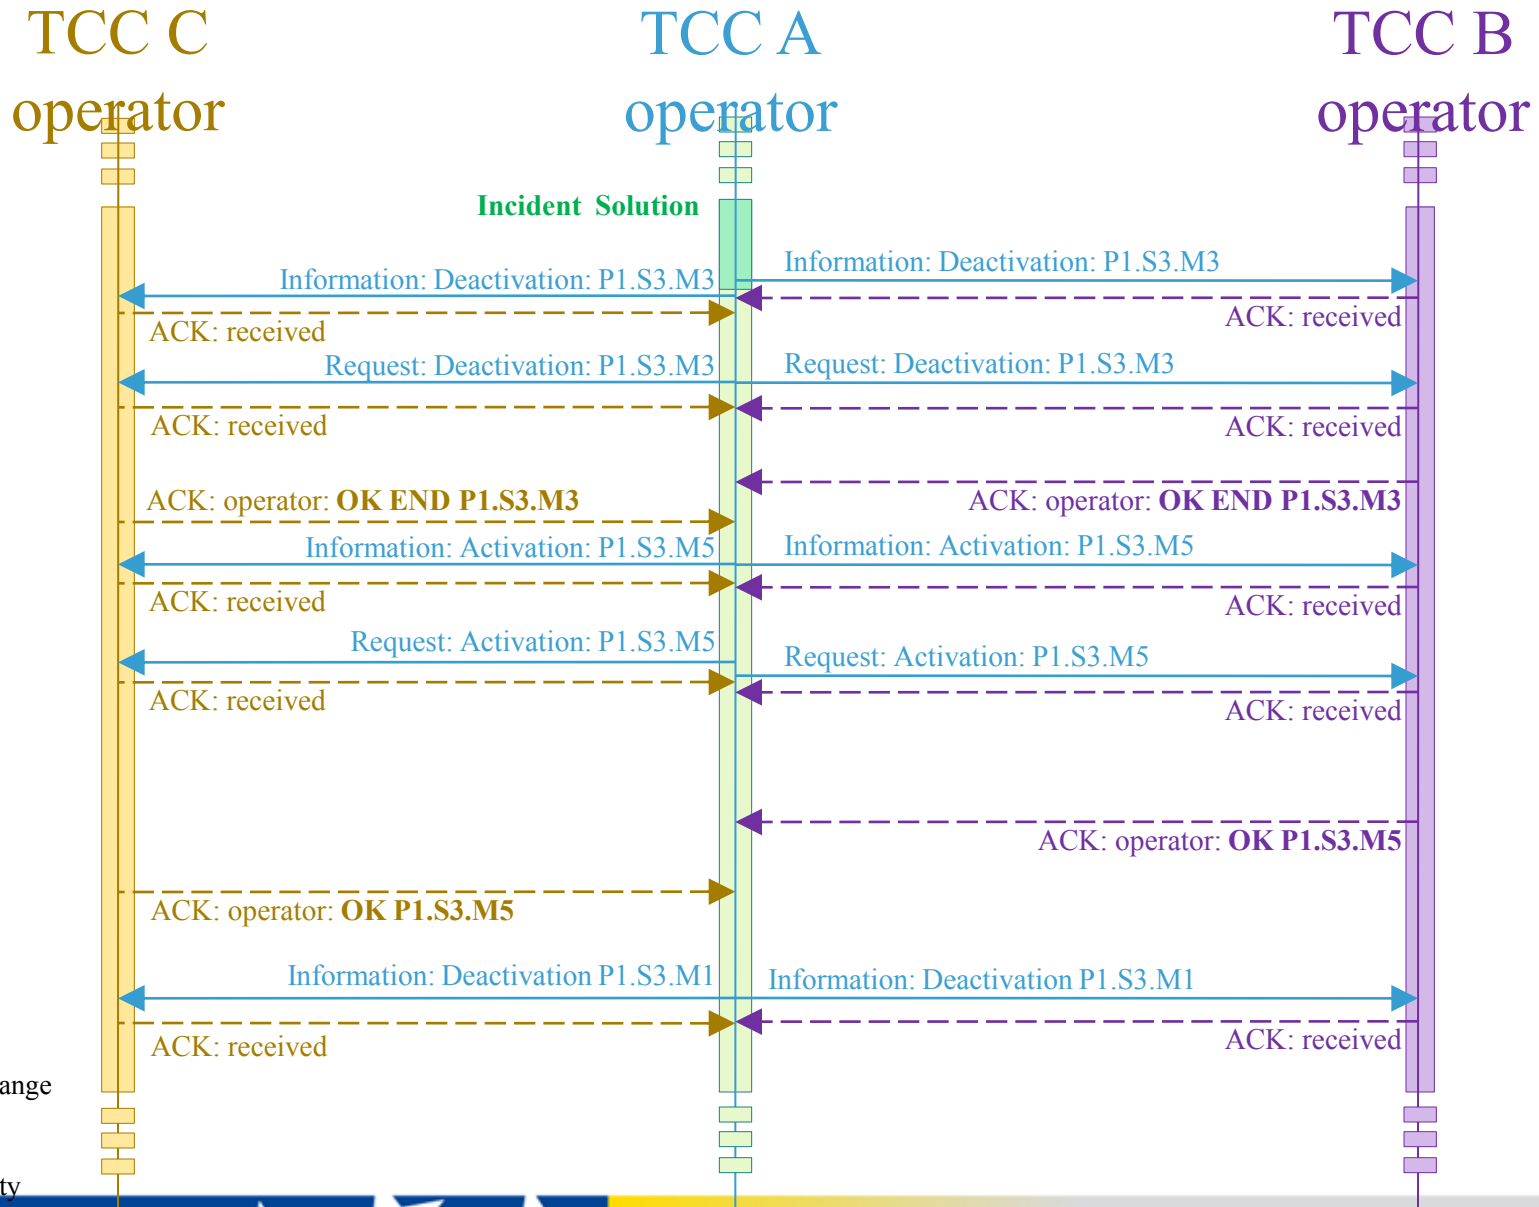 TCC C
operator
TCC A
operator
TCC B
operator
Incident Solution
Information: Deactivation: P1.S3.M3
Information: Deactivation: P1.S3.M3
ACK: received
ACK: received
Request: Deactivation: P1.S3.M3
Request: Deactivation: P1.S3.M3
ACK: received
ACK: received
ACK: operator: OK END P1.S3.M3
ACK: operator: OK END P1.S3.M3
Information: Activation: P1.S3.M5
Information: Activation: P1.S3.M5
ACK: received
ACK: received
Request: Activation: P1.S3.M5
Request: Activation: P1.S3.M5
ACK: received
ACK: received
ACK: operator: OK P1.S3.M5
ACK: operator: OK P1.S3.M5
Information: Deactivation P1.S3.M1
Information: Deactivation P1.S3.M1
ACK: received
ACK: received
ange
ty